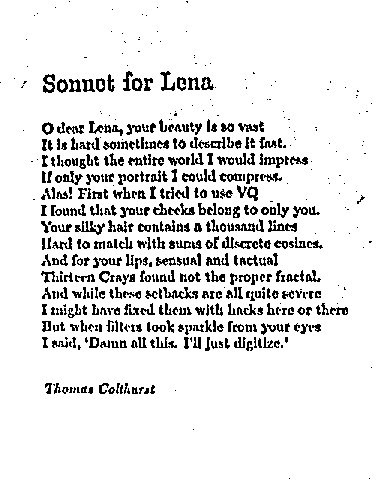 Sonnet for Lena
O dear Lena, your beauty is so vast
It is hard sometimes to describe it fast.
I thought the entire world I would impress
If only your portrait I could compress.
Alas! First when I tried to use VQ
I found that your cheeks belong to only you.
Your silky hair contains a thousand lines
Hard to match with sums of discrete cosines.
And for your lips, sensual and tactual
Thirteen Crays found not the proper fractal.
And while these setbacks are all quite severe
I might have fixed them with hacks here or there
But when filters took sparkle from your eyes
I said, 'Damn all this. I'll just digitize.'
Thomas Colthurst